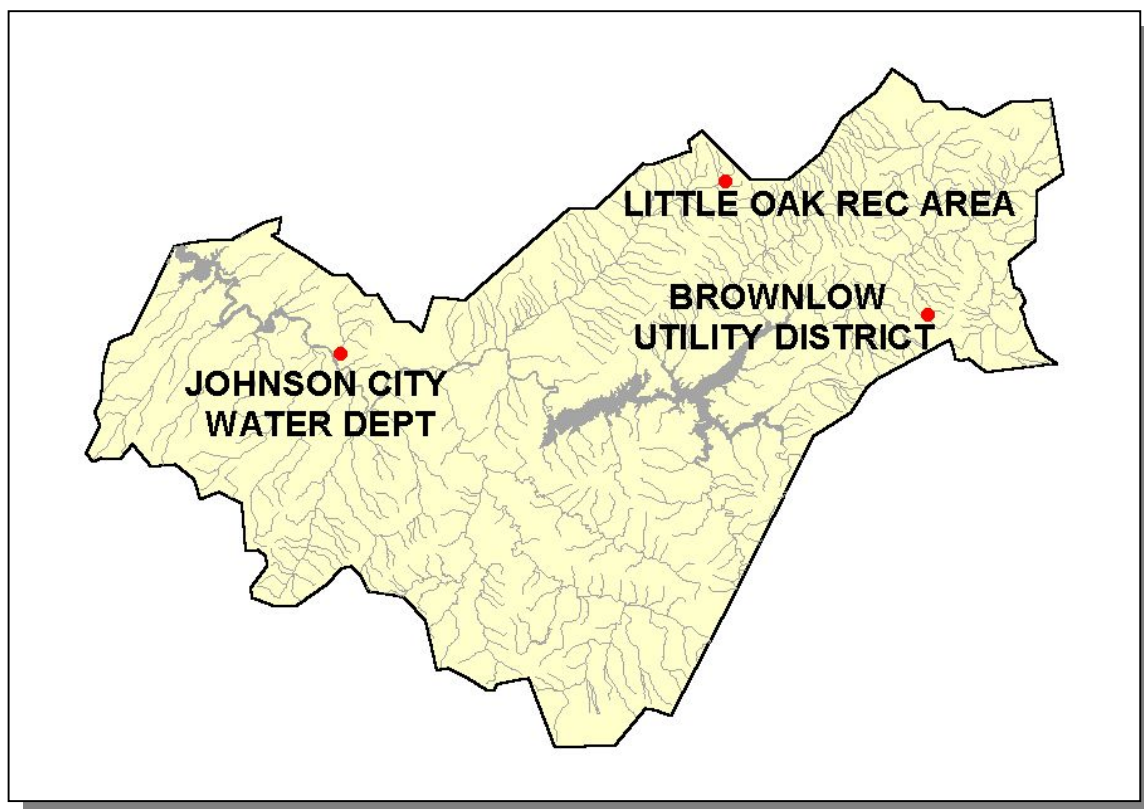 LITTLE OAK REC AREA
BROWNLOW
UTILITY DISTRICT
JOHNSON CITY
WATER DEPT